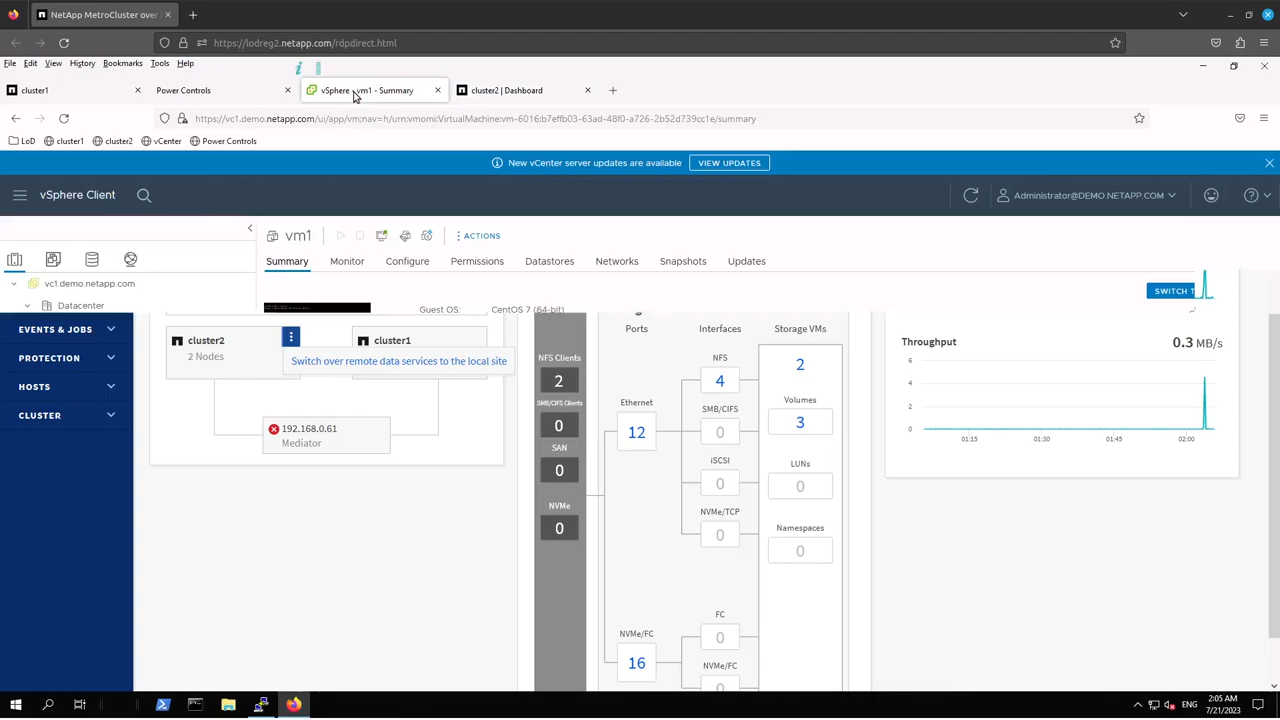 NetApp MetroCluster over I
https://lodreg2.netapp.com/rdpdirect.html
File Edit View History Bookmarks Tools Help
cluster1
Power Controls
vSphere - vm1 - Summary
cluster2 | Dashboard
https://vc1.demo.netapp.com/ui/app/vm;nav=h/urn:vmomi:VirtualMachine:vm-6016:b7effb03-63ad-48f0-a726-2b52d739cc1e/summary
LoD cluster1 cluster2 vCenter Power Controls
New vCenter server updates are available VIEW UPDATES
vSphere Client
Administrator@DEMO.NETAPP.COM
vm1 ACTIONS
Summary Monitor Configure Permissions Datastores Networks Snapshots Updates
vc1.demo.netapp.com
Datacenter
SWITCH T
Guest OS: CentOS 7 (64-bit)
EVENTS & JOBS
PROTECTION
HOSTS
CLUSTER
cluster2
2 Nodes
cluster1
Switch over remote data services to the local site
192.168.0.61
Mediator
NFS Clients
2
SMB/CIFS Clients
0
SAN
0
NVMe
0
Ports
Ethernet
12
NVMe/FC
16
Interfaces
NFS
4
SMB/CIFS
0
iSCSI
0
NVMe/TCP
0
FC
0
NVMe/FC
0
Storage VMs
2
Volumes
3
LUNs
0
Namespaces
0
Throughput 0.3 MB/s
6
4
2
0
01:15 01:30 01:45 02:00
ENG
2:05 AM
7/21/2023